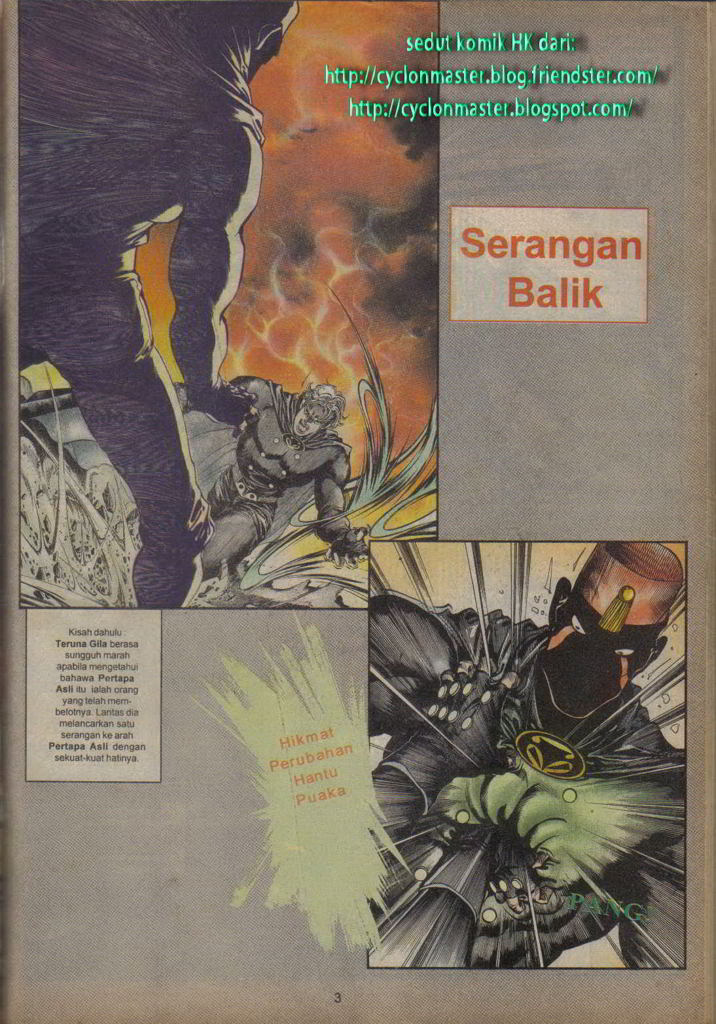 sedut komik HK dari:
http://cyclonmaster.blog.friendster.com/
http://cyclonmaster.blogspot.com/
Serangan
Balik
Kisah dahulu :
Teruna Gila berasa
sungguh marah
apabila mengetahui
bahawa Pertapa
Asli itu ialah orang
yang telah mem-
belotnya. Lantas dia
melancarkan satu
serangan ke arah
Pertapa Asli dengan
sekuat-kuat hatinya.
Hikmat
Perubahan
Hantu
Puaka
PANG!
3